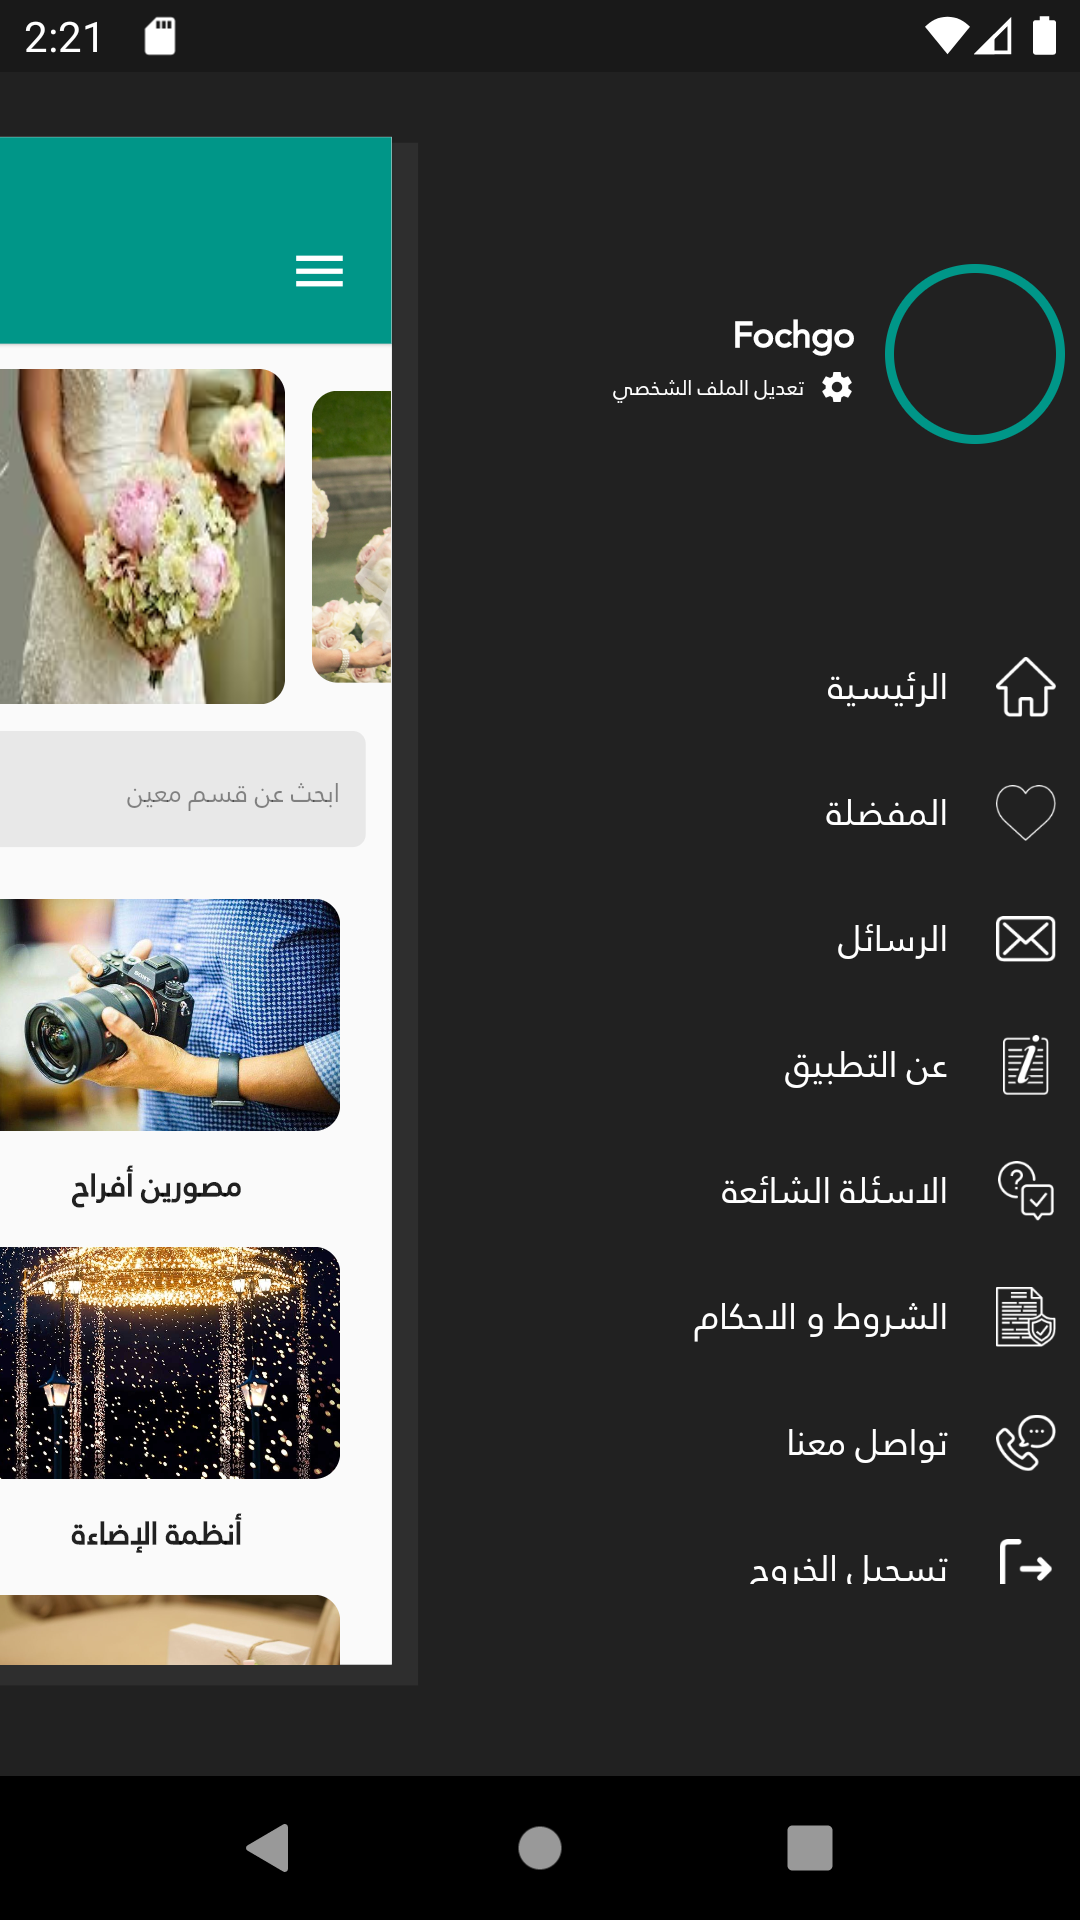 2:21
Fochgo
تعديل الملف الشخصي
الرئيسية
المفضلة
الرسائل
عن التطبيق
الاسئلة الشائعة
الشروط و الاحكام
تواصل معنا
تسجيل الخروج
ابحث عن قسم معين
SONY
مصورين أفراح
أنظمة الإضاءة